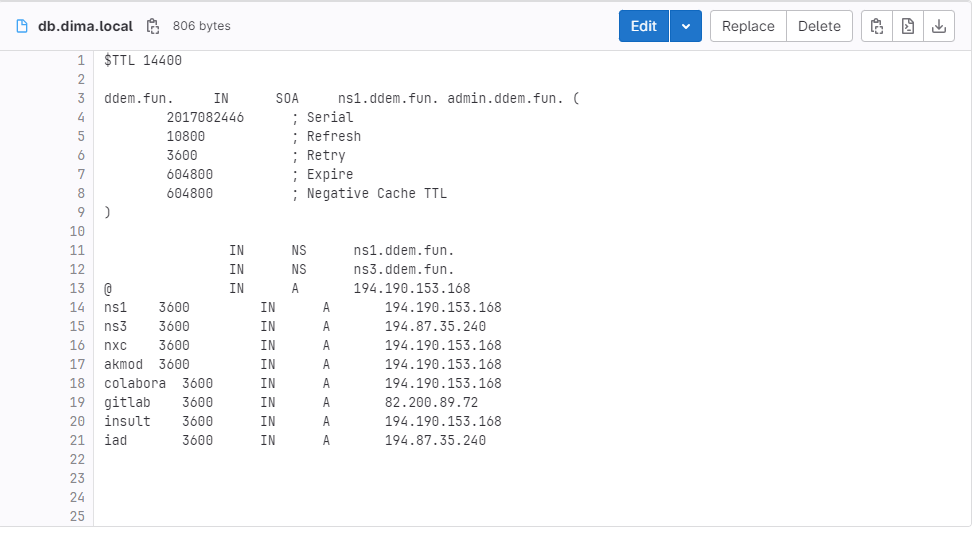 db.dima.local 806 bytes Edit Replace Delete
1 $TTL 14400
2
3 ddem.fun. IN SOA ns1.ddem.fun. admin.ddem.fun. (
4 2017082446 ; Serial
5 10800 ; Refresh
6 3600 ; Retry
7 604800 ; Expire
8 604800 ; Negative Cache TTL
9 )
10
11 IN NS ns1.ddem.fun.
12 IN NS ns3.ddem.fun.
13 @ IN A 194.190.153.168
14 ns1 3600 IN A 194.190.153.168
15 ns3 3600 IN A 194.87.35.240
16 nxc 3600 IN A 194.190.153.168
17 akmod 3600 IN A 194.190.153.168
18 colabora 3600 IN A 194.190.153.168
19 gitlab 3600 IN A 82.200.89.72
20 insult 3600 IN A 194.190.153.168
21 iad 3600 IN A 194.87.35.240
22
23
24
25